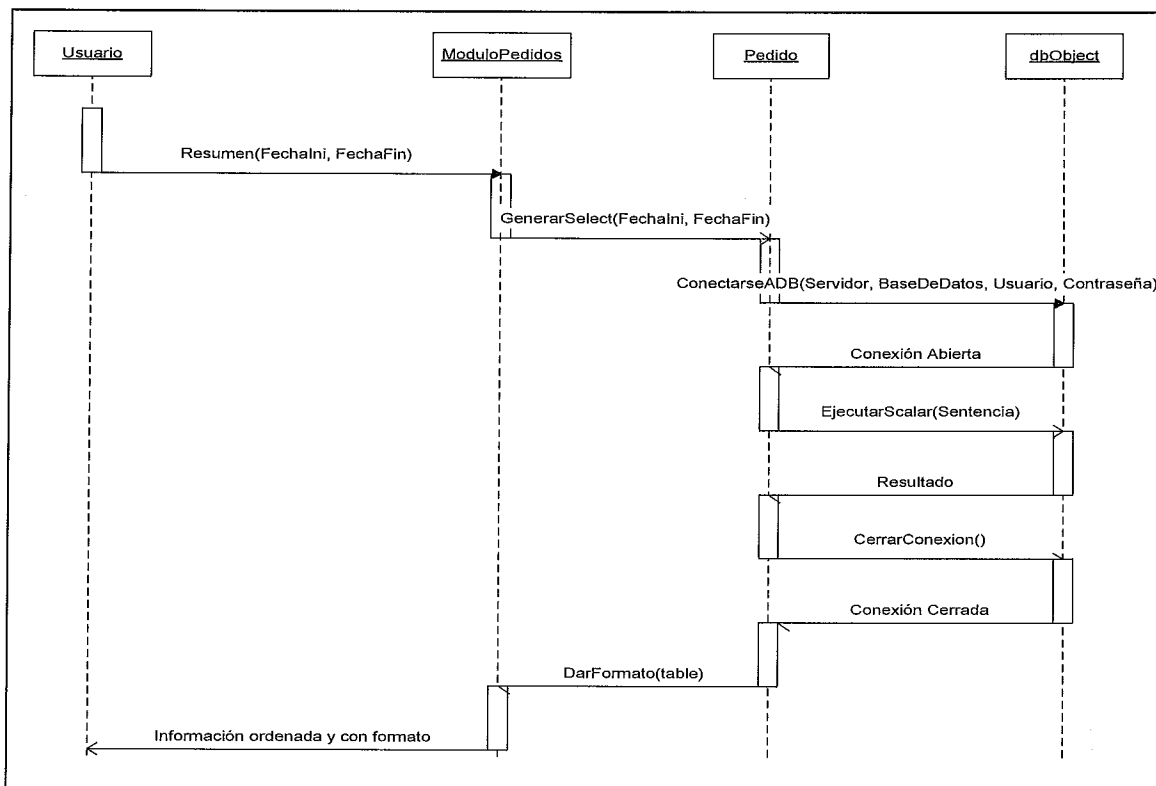 Usuario
ModuloPedidos
Pedido
dbObject
Resumen(FechaIni, FechaFin)
GenerarSelect(FechaIni, FechaFin)
ConectarseADB(Servidor, BaseDeDatos, Usuario, Contraseña)
Conexión Abierta
EjecutarScalar(Sentencia)
Resultado
CerrarConexion()
Conexión Cerrada
DarFormato(table)
Información ordenada y con formato